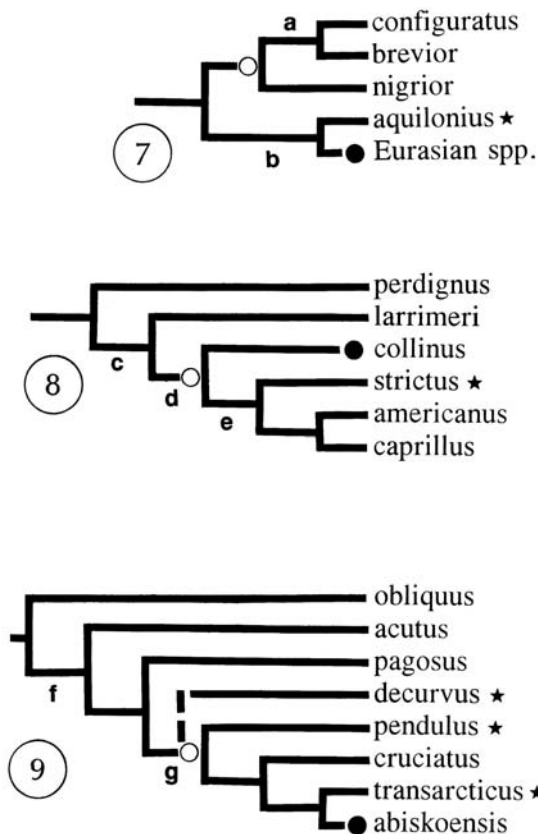 a
configuratus
brevior
nigrior
aquilonius ★
7
b
Eurasian spp.
perdignus
larrimeri
c
8
collinus
d
strictus ★
e
americanus
caprillus
obliquus
acutus
pagosus
f
decurvus ★
pendulus ★
9
g
cruciatus
transarcticus ★
abiskoensis